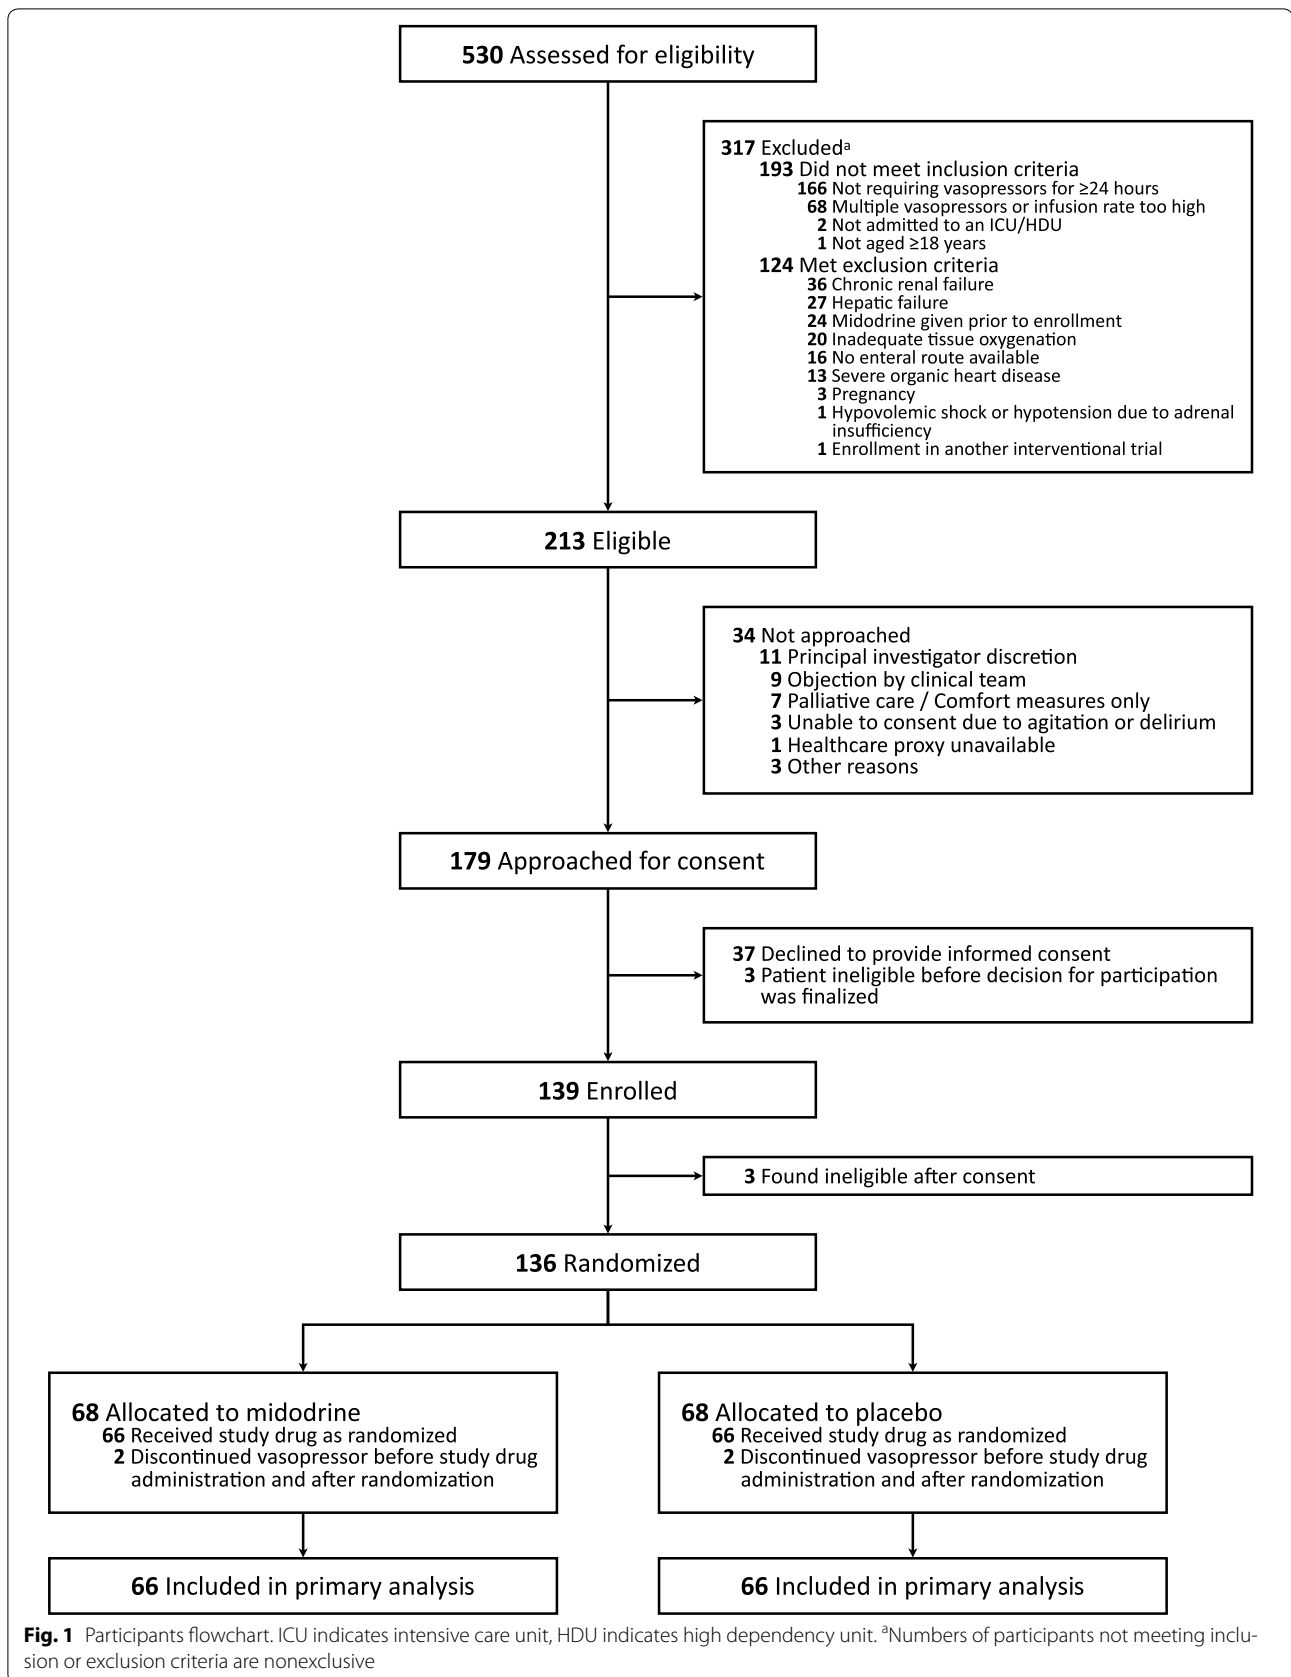 530 Assessed for eligibility
317 Excludedᵃ
193 Did not meet inclusion criteria
166 Not requiring vasopressors for ≥24 hours
68 Multiple vasopressors or infusion rate too high
2 Not admitted to an ICU/HDU
1 Not aged ≥18 years
124 Met exclusion criteria
36 Chronic renal failure
27 Hepatic failure
24 Midodrine given prior to enrollment
20 Inadequate tissue oxygenation
16 No enteral route available
13 Severe organic heart disease
3 Pregnancy
1 Hypovolemic shock or hypotension due to adrenal
insufficiency
1 Enrollment in another interventional trial
213 Eligible
34 Not approached
11 Principal investigator discretion
9 Objection by clinical team
7 Palliative care / Comfort measures only
3 Unable to consent due to agitation or delirium
1 Healthcare proxy unavailable
3 Other reasons
179 Approached for consent
37 Declined to provide informed consent
3 Patient ineligible before decision for participation
was finalized
139 Enrolled
3 Found ineligible after consent
136 Randomized
68 Allocated to midodrine
66 Received study drug as randomized
2 Discontinued vasopressor before study drug
administration and after randomization
68 Allocated to placebo
66 Received study drug as randomized
2 Discontinued vasopressor before study drug
administration and after randomization
66 Included in primary analysis
66 Included in primary analysis
Fig. 1 Participants flowchart. ICU indicates intensive care unit, HDU indicates high dependency unit. ᵃNumbers of participants not meeting inclu-
sion or exclusion criteria are nonexclusive